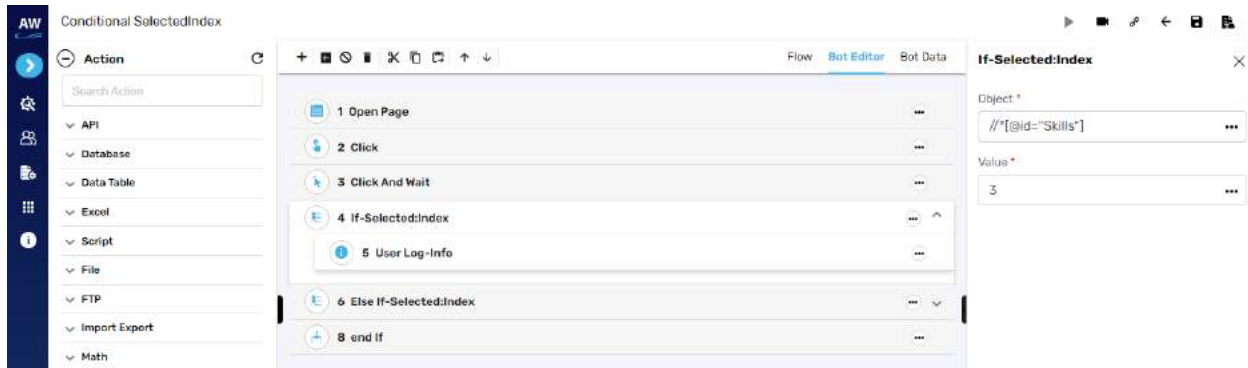 AW
Conditional SelectedIndex
Action
Search Action
API
Database
Data Table
Excel
Script
File
FTP
Import Export
Math
Flow Bot Editor Bot Data
1 Open Page
2 Click
3 Click And Wait
4 If-Selected:Index
5 User Log-Info
6 Else If-Selected:Index
8 end If
If-Selected:Index
Object *
//*[@id="Skills"]
Value *
3